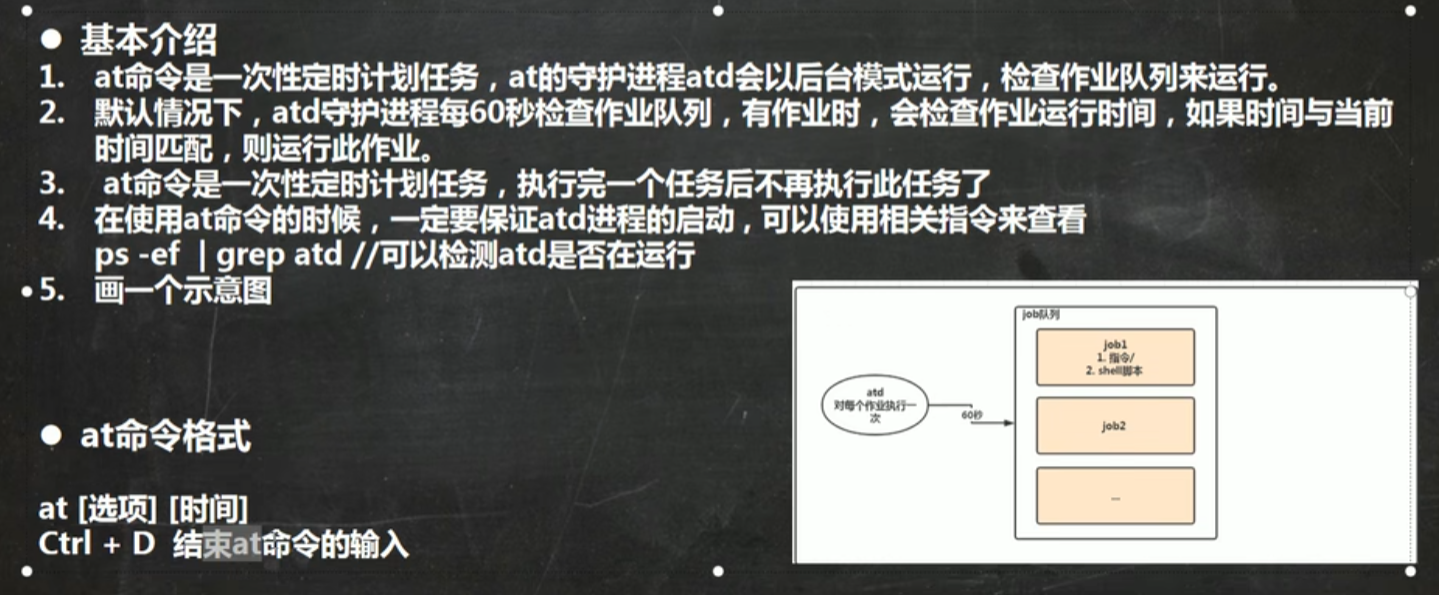 ● 基本介绍
1. at命令是一次性定时计划任务，at的守护进程atd会以后台模式运行，检查作业队列来运行。
2. 默认情况下，atd守护进程每60秒检查作业队列，有作业时，会检查作业运行时间，如果时间与当前
时间匹配，则运行此作业。
3. at命令是一次性定时计划任务，执行完一个任务后不再执行此任务了
4. 在使用at命令的时候，一定要保证atd进程的启动，可以使用相关指令来查看
ps -ef | grep atd //可以检测atd是否在运行
5. 画一个示意图
job队列
job1
1. 指令/
2. shell脚本
atd
对每个作业执行一
次
60秒
job2
...
● at命令格式
at [选项] [时间]
Ctrl + D 结束at命令的输入